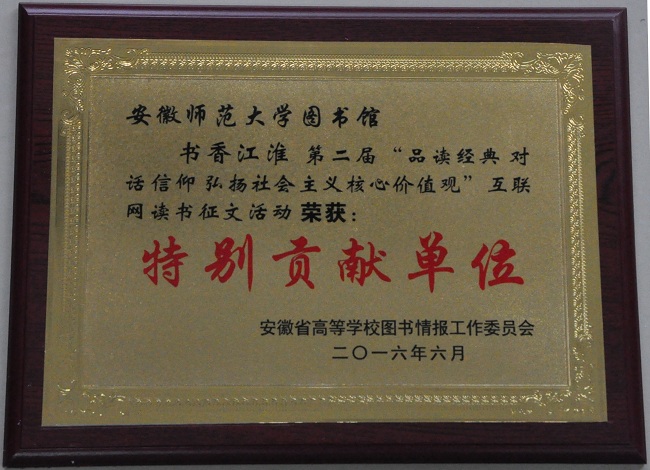 安徽师范大学图书馆
书香江淮 第二届“品读经典 对
话信仰 弘扬社会主义核心价值观”互联
网读书征文活动 荣获：
特别贡献单位
安徽省高等学校图书情报工作委员会
二〇一六年六月